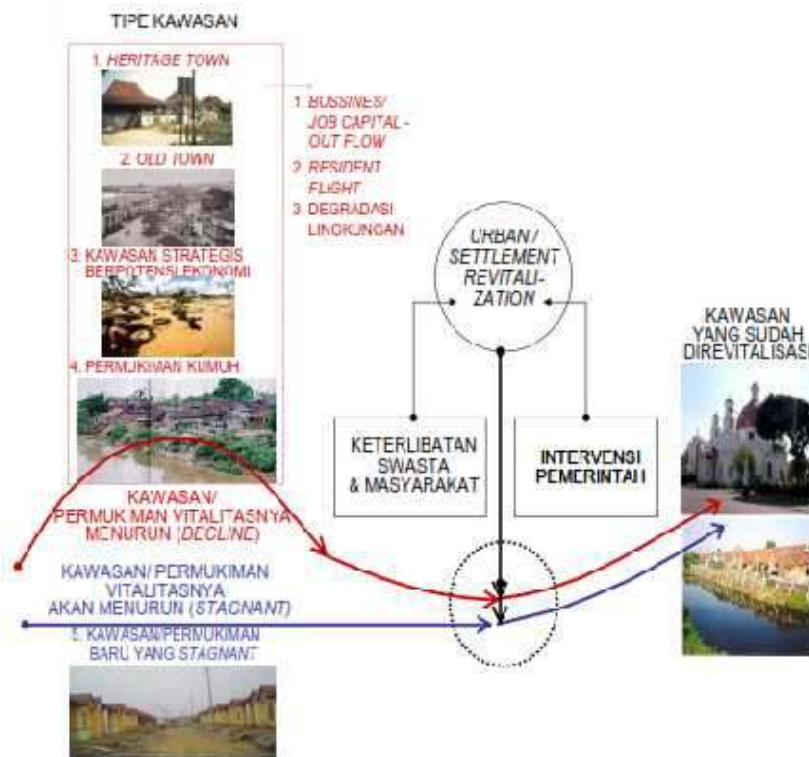 TIPE KAWASAN
1. HERITAGE TOWN
2. OLD TOWN
3. KAWASAN STRATEGIS
BERPOTENSI EKONOMI
4. PERMUKIMAN KUMUH
1. BUSSINES/
JOB CAPITAL-
OUT FLOW
2. RESIDENT
FLIGHT
3. DEGRADASI
LINGKUNGAN
URBAN/
SETTLEMENT
REVITALI-
ZATION
KETERLIBATAN
SWASTA
& MASYARAKAT
INTERVENSI
PEMERINTAH
KAWASAN
YANG SUDAH
DIREVITALISASI
KAWASAN/
PERMUKIMAN VITALITASNYA
MENURUN (DECLINE)
KAWASAN/PERMUKIMAN
VITALITASNYA
AKAN MENURUN (STAGNANT)
5. KAWASAN/PERMUKIMAN
BARU YANG STAGNANT